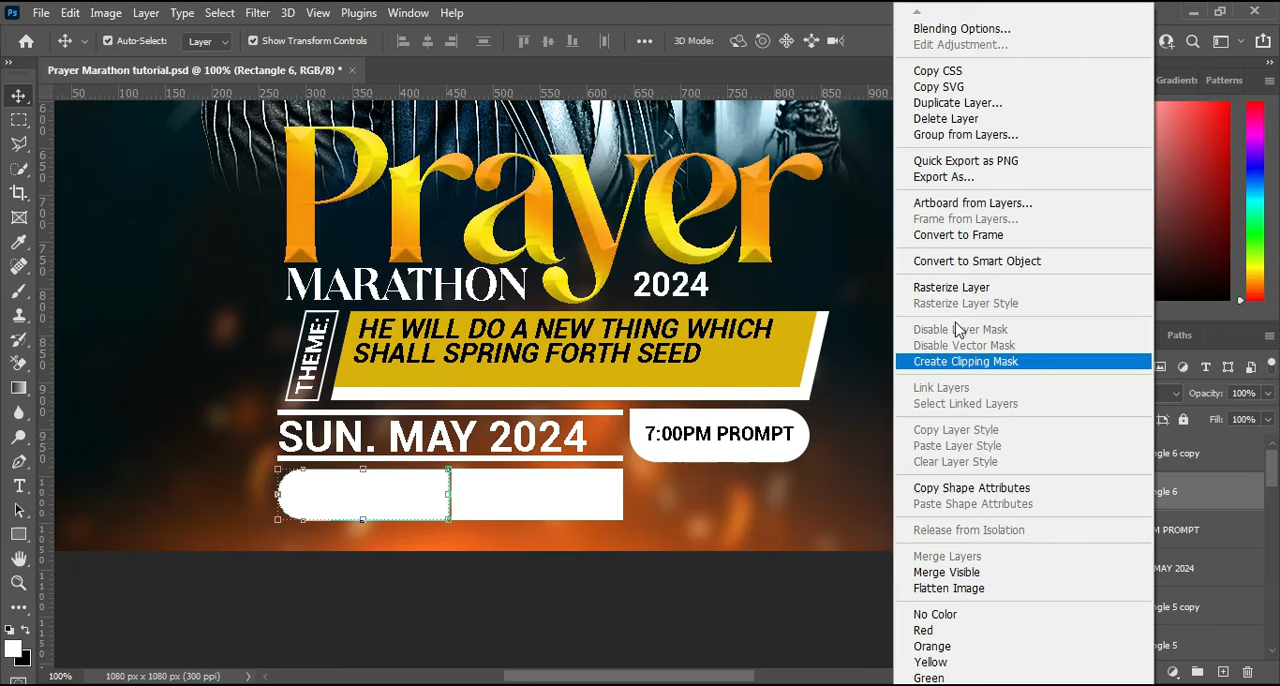 Ps File Edit Image Layer Type Select Filter 3D View Plugins Window Help
Auto-Select: Layer Show Transform Controls 3D Mode:
Prayer Marathon tutorial.psd @ 100% (Rectangle 6, RGB/8) *
50 100 150 200 250 300 350 400 450 500 550 600 650 700 750 800 850 900
Prayer
MARATHON 2024
THEME:
HE WILL DO A NEW THING WHICH
SHALL SPRING FORTH SEED
SUN. MAY 2024
7:00PM PROMPT
100% 1080 px x 1080 px (300 ppi)
Blending Options...
Edit Adjustment...
Copy CSS
Copy SVG
Duplicate Layer...
Delete Layer
Group from Layers...
Quick Export as PNG
Export As...
Artboard from Layers...
Frame from Layers...
Convert to Frame
Convert to Smart Object
Rasterize Layer
Rasterize Layer Style
Disable Layer Mask
Disable Vector Mask
Create Clipping Mask
Link Layers
Select Linked Layers
Copy Layer Style
Paste Layer Style
Clear Layer Style
Copy Shape Attributes
Paste Shape Attributes
Release from Isolation
Merge Layers
Merge Visible
Flatten Image
No Color
Red
Orange
Yellow
Green
Gradients Patterns
Paths
Opacity: 100%
Fill: 100%
ngle 6 copy
ngle 6
M PROMPT
MAY 2024
ngle 5 copy
ngle 5